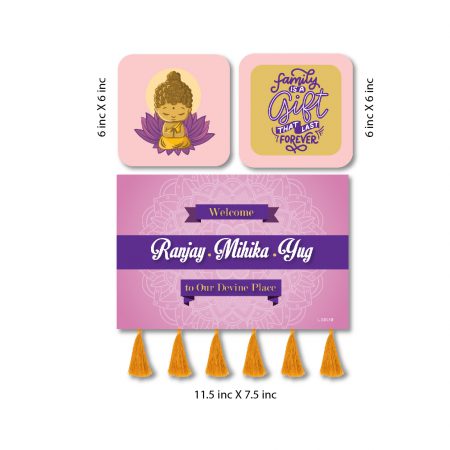 family
IS A
Gift
THAT LAST
FOREVER
6 inc X 6 inc
6 inc X 6 inc
Welcome
Ranjay . Mihika . Yug
to Our Devine Place
11.5 inc X 7.5 inc